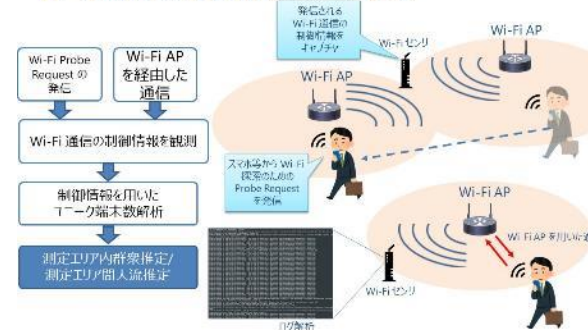 Wi-Fi Probe
Request の
発信
Wi-Fi AP
を経由した
通信
Wi-Fi 通信の制御情報を観測
制御情報を用いた
ユニーク端末数解析
測定エリア内群衆推定/
測定エリア間人流推定
発信される
Wi-Fi 通信の
制御情報を
キャプチャ
Wi-Fi センサ
Wi-Fi AP
Wi-Fi AP
スマホ等から Wi-Fi
探索のための
Probe Request
を発信
Wi-Fi AP
Wi-Fi AP を用いた通
Wi-Fi センサ
ログ解析